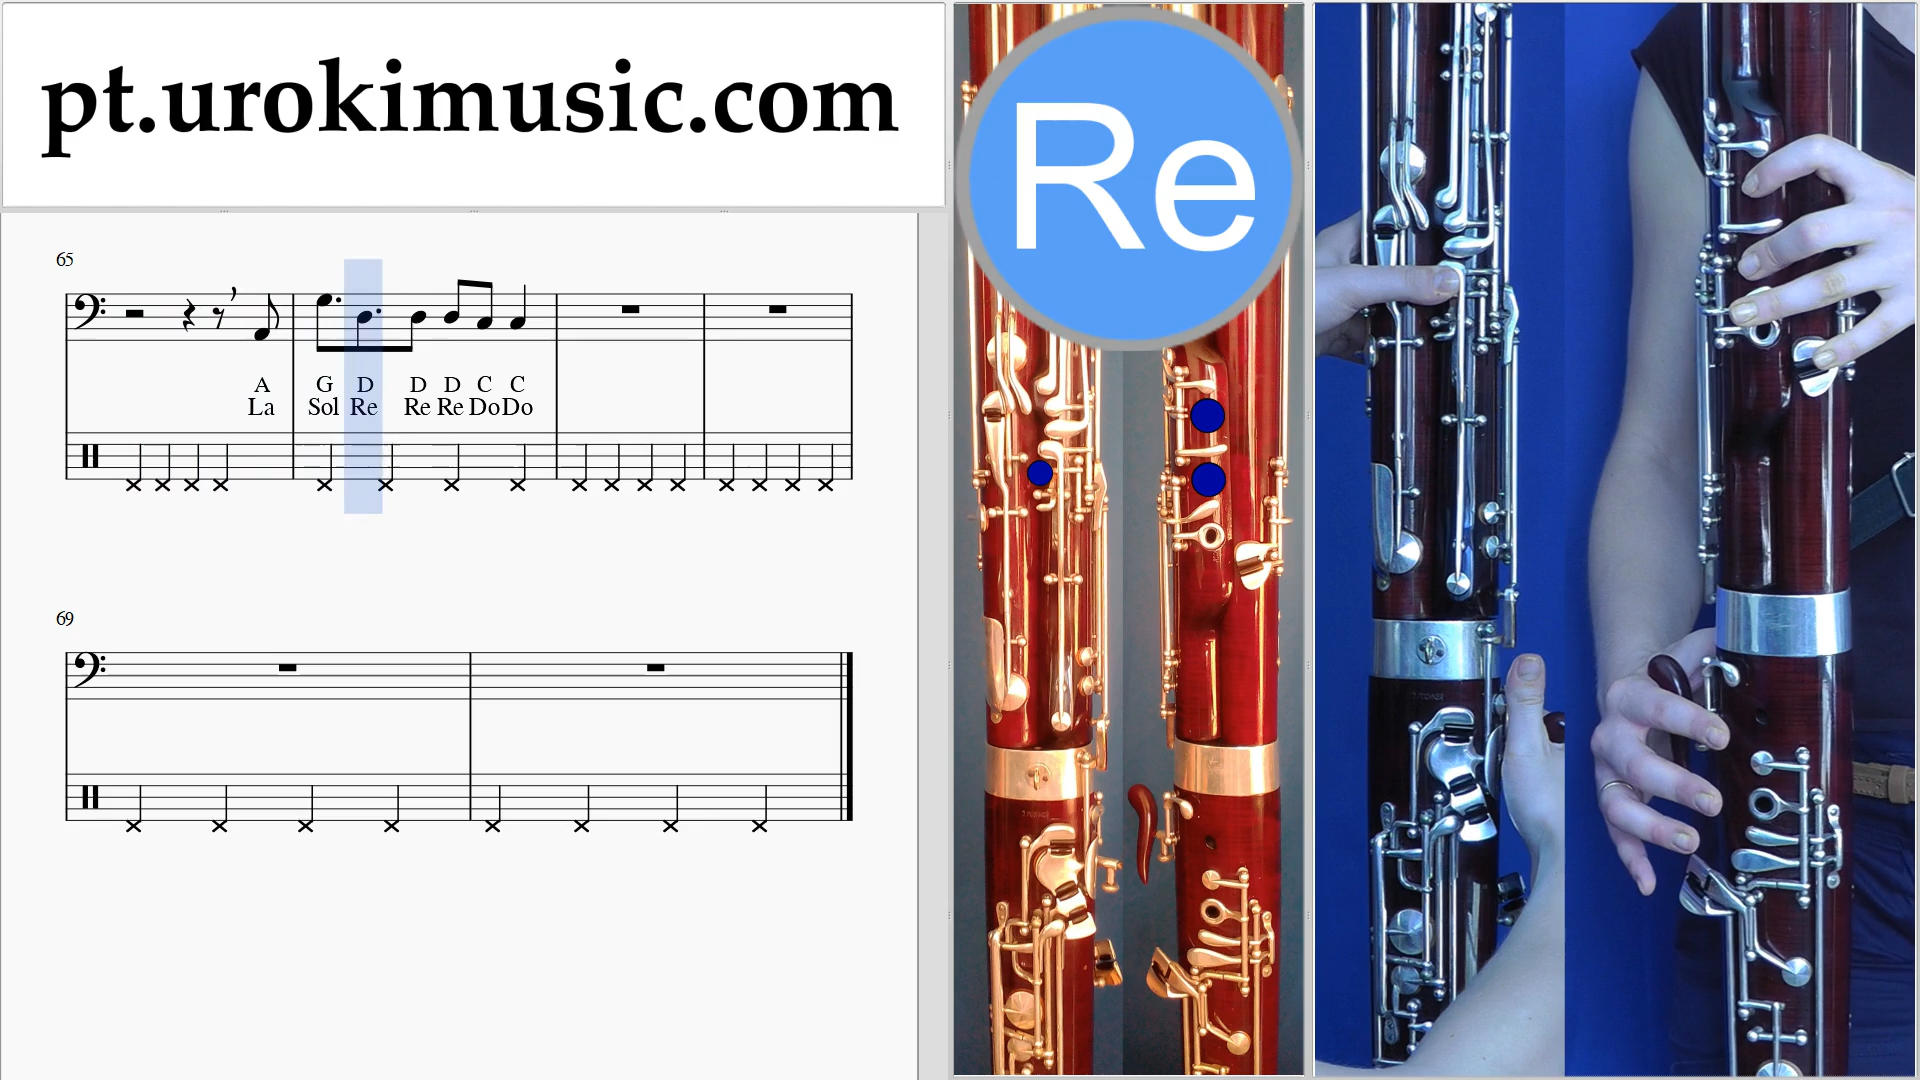 pt.urokimusic.com
Re
65
A G D D D C C
La Sol Re Re Re Do Do
69